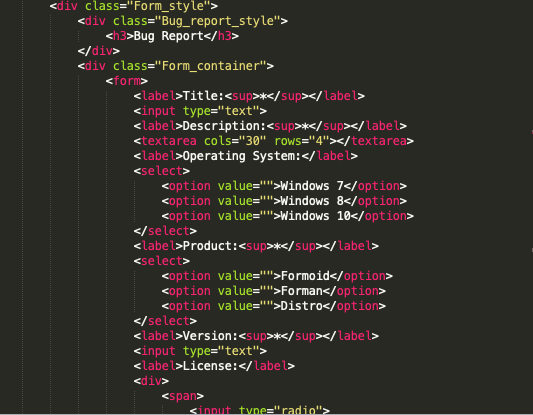 <div class="Form_style">
<div class="Bug_report_style">
<h3>Bug Report</h3>
</div>
<div class="Form_container">
<form>
<label>Title:<sup>*</sup></label>
<input type="text">
<label>Description:<sup>*</sup></label>
<textarea cols="30" rows="4"></textarea>
<label>Operating System:</label>
<select>
<option value="">Windows 7</option>
<option value="">Windows 8</option>
<option value="">Windows 10</option>
</select>
<label>Product:<sup>*</sup></label>
<select>
<option value="">Formoid</option>
<option value="">Forman</option>
<option value="">Distro</option>
</select>
<label>Version:<sup>*</sup></label>
<input type="text">
<label>License:</label>
<div>
<span>
<input type="radio">